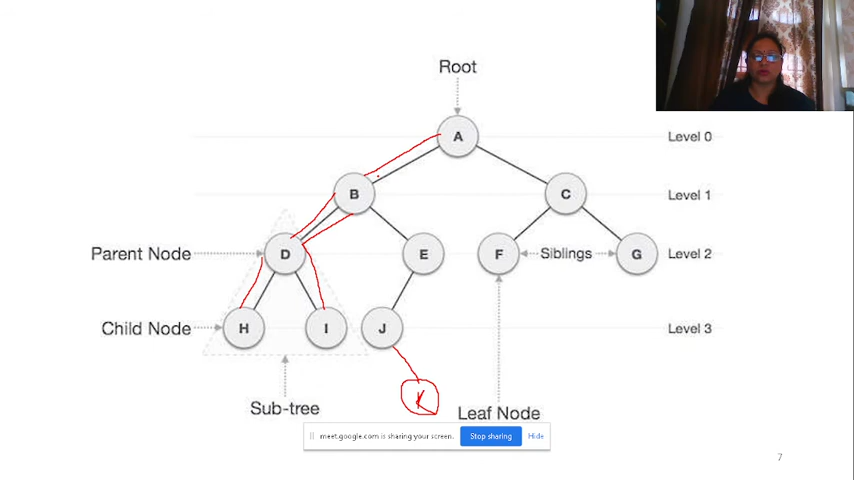 Root
A
Level 0
B
C
Level 1
Parent Node
D
E
F
Siblings
G
Level 2
Child Node
H
I
J
Level 3
K
Sub-tree
Leaf Node
meet.google.com is sharing your screen.
Stop sharing
Hide
7